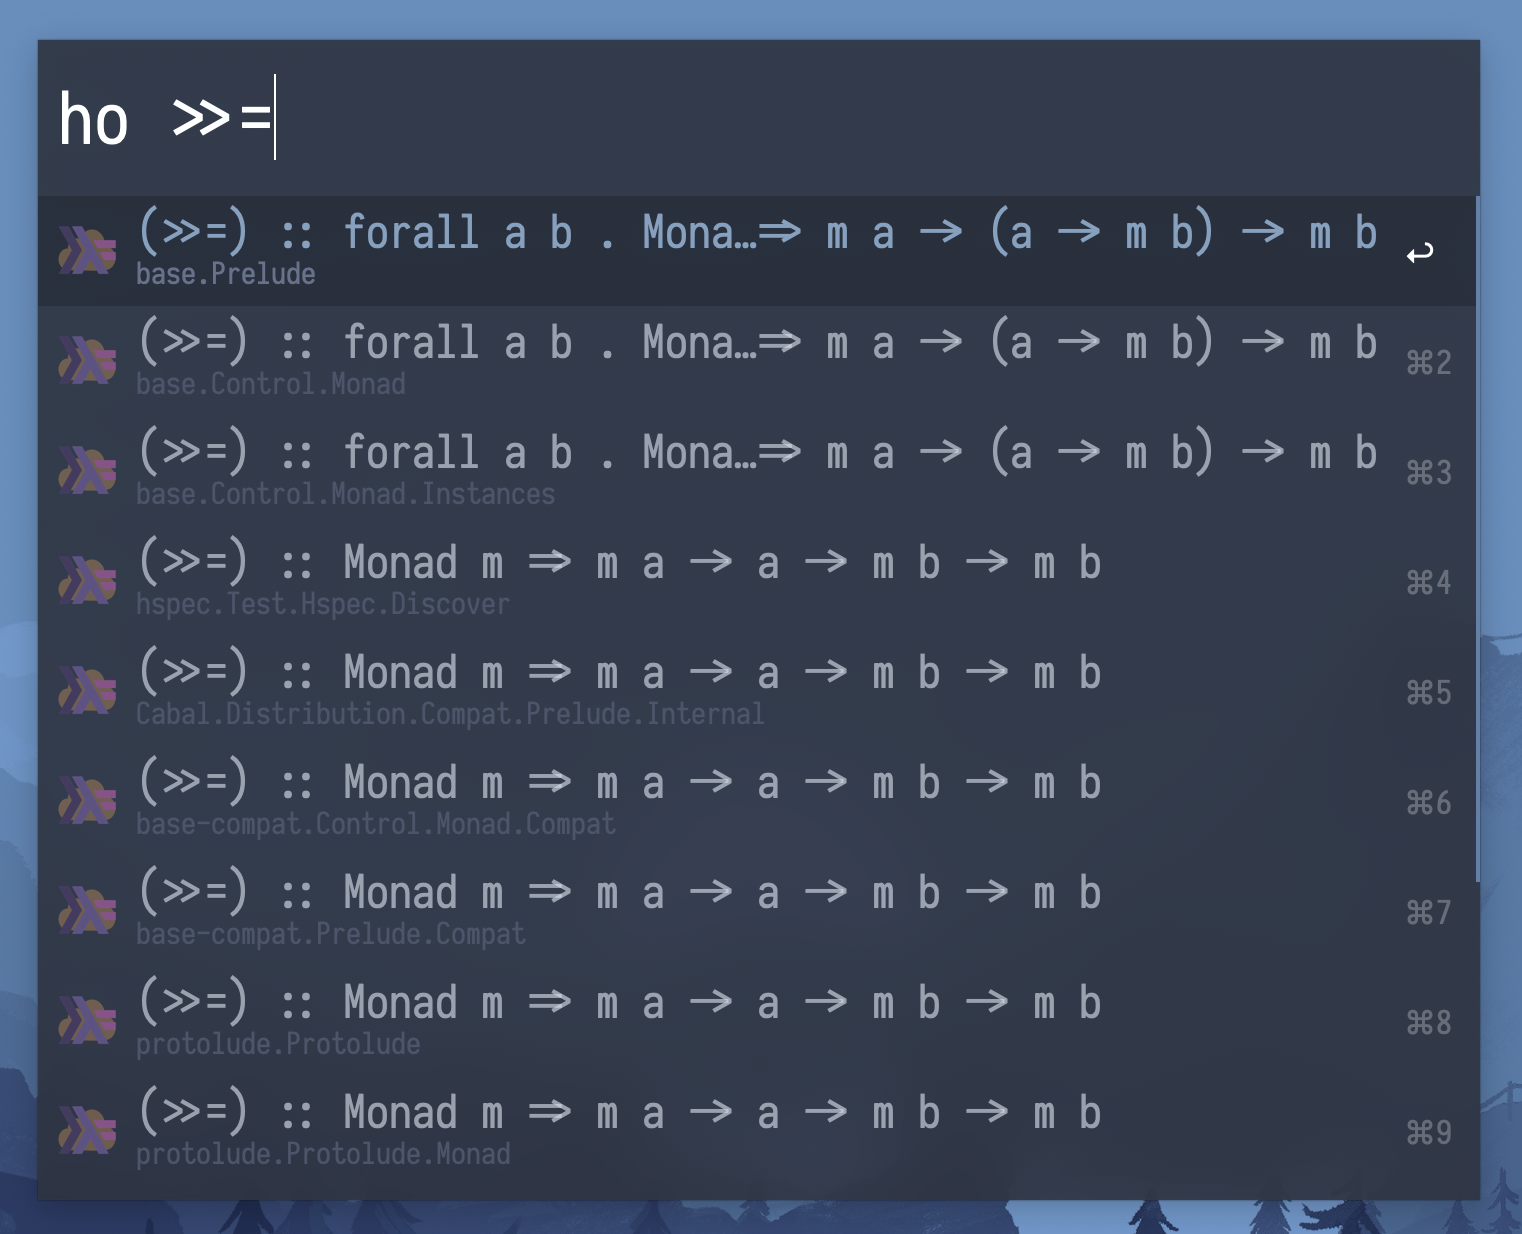 ho >>=
(>>=) :: forall a b . Mona…=> m a -> (a -> m b) -> m b
base.Prelude
(>>=) :: forall a b . Mona…=> m a -> (a -> m b) -> m b
⌘2
base.Control.Monad
(>>=) :: forall a b . Mona…=> m a -> (a -> m b) -> m b
⌘3
base.Control.Monad.Instances
(>>=) :: Monad m => m a -> a -> m b -> m b
⌘4
hspec.Test.Hspec.Discover
(>>=) :: Monad m => m a -> a -> m b -> m b
⌘5
Cabal.Distribution.Compat.Prelude.Internal
(>>=) :: Monad m => m a -> a -> m b -> m b
⌘6
base-compat.Control.Monad.Compat
(>>=) :: Monad m => m a -> a -> m b -> m b
⌘7
base-compat.Prelude.Compat
(>>=) :: Monad m => m a -> a -> m b -> m b
⌘8
protolude.Protolude
(>>=) :: Monad m => m a -> a -> m b -> m b
⌘9
protolude.Protolude.Monad